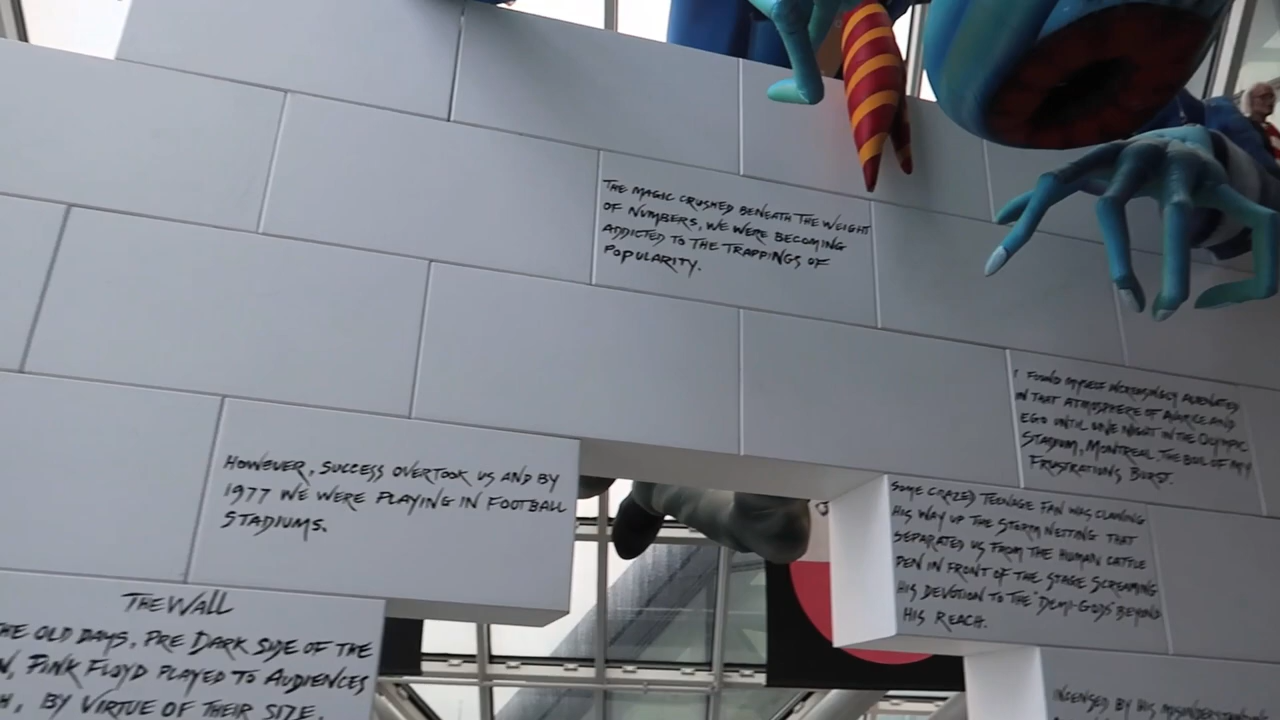 THE WALL
THE OLD DAYS, PRE DARK SIDE OF THE
PINK FLOYD PLAYED TO AUDIENCES
BY VIRTUE OF THEIR SIZE,
HOWEVER, SUCCESS OVERTOOK US AND BY
1977 WE WERE PLAYING IN FOOTBALL
STADIUMS.
THE MAGIC CRUSHED BENEATH THE WEIGHT
OF NUMBERS, WE WERE BECOMING
ADDICTED TO THE TRAPPINGS OF
POPULARITY.
I FOUND MYSELF INCREASINGLY ALIENATED
IN THAT ATMOSPHERE OF AVARICE AND
EGO UNTIL ONE NIGHT IN THE OLYMPIC
STADIUM, MONTREAL THE BOIL OF MY
FRUSTRATIONS BURST.
SOME CRAZED TEENAGE FAN WAS CLAWING
HIS WAY UP THE STORM NETTING THAT
SEPARATED US FROM THE HUMAN CATTLE
PEN IN FRONT OF THE STAGE SCREAMING
HIS DEVOTION TO THE "DEMI-GODS" BEYOND
HIS REACH.
INCENSED BY HIS